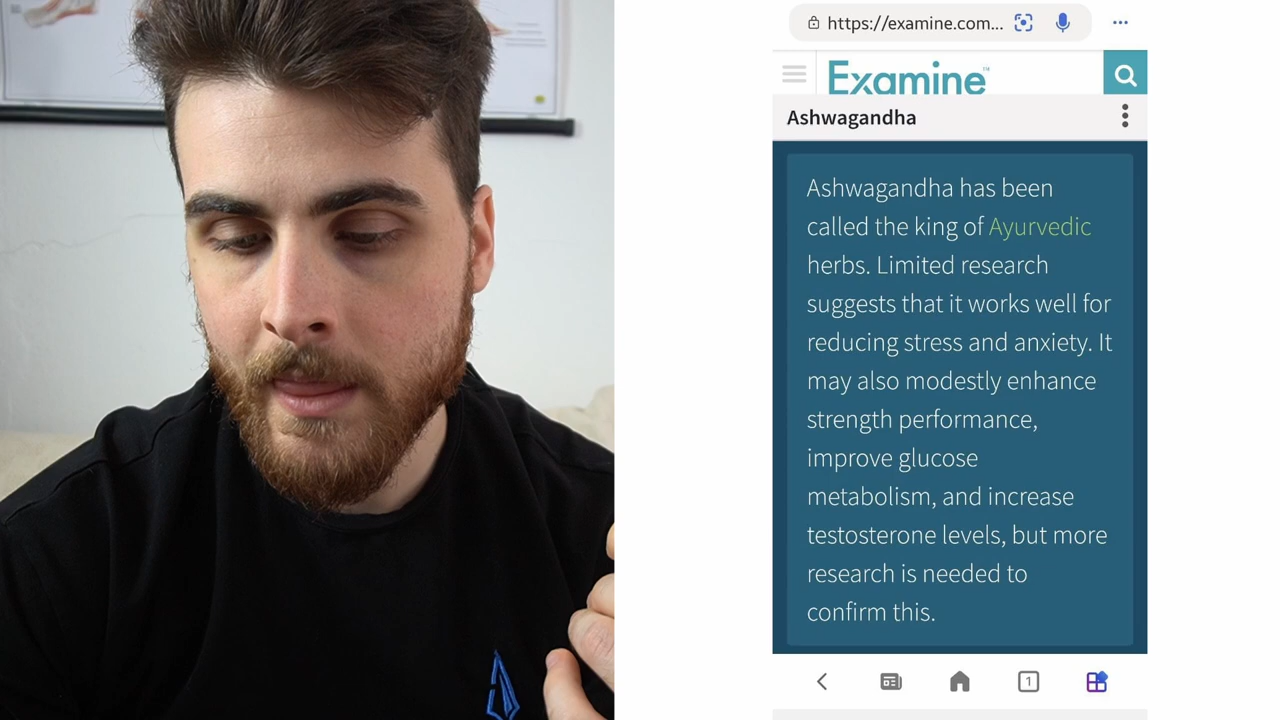 https://examine.com...
Examine™
Ashwagandha
Ashwagandha has been
called the king of Ayurvedic
herbs. Limited research
suggests that it works well for
reducing stress and anxiety. It
may also modestly enhance
strength performance,
improve glucose
metabolism, and increase
testosterone levels, but more
research is needed to
confirm this.
1